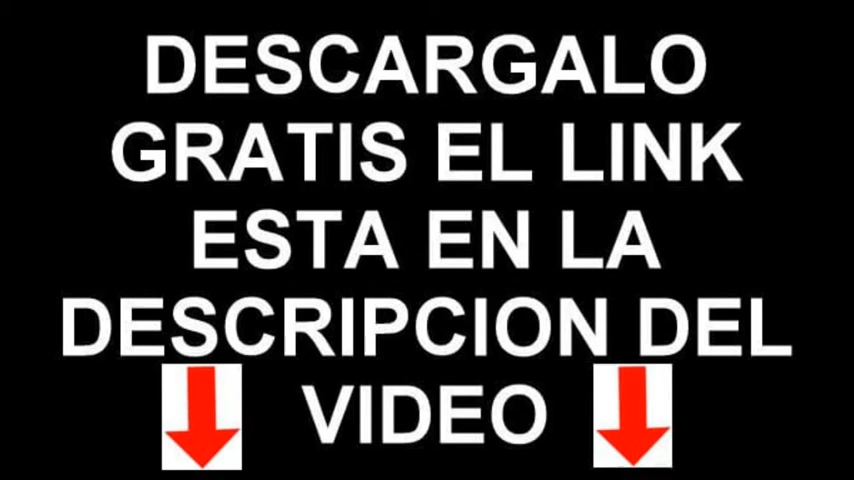 DESCARGALO
GRATIS EL LINK
ESTA EN LA
DESCRIPCION DEL
VIDEO